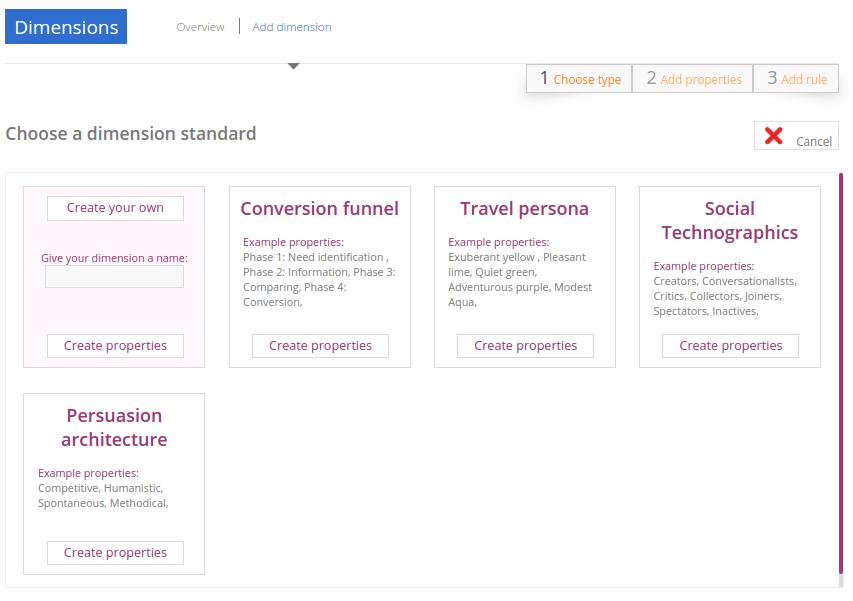 Dimensions
Overview
Add dimension
1 Choose type
2 Add properties
3 Add rule
Choose a dimension standard
Cancel
Create your own
Give your dimension a name:
Create properties
Conversion funnel
Example properties:
Phase 1: Need identification ,
Phase 2: Information, Phase 3:
Comparing, Phase 4:
Conversion,
Create properties
Travel persona
Example properties:
Exuberant yellow , Pleasant
lime, Quiet green,
Adventurous purple, Modest
Aqua,
Create properties
Social
Technographics
Example properties:
Creators, Conversationalists,
Critics, Collectors, Joiners,
Spectators, Inactives,
Create properties
Persuasion
architecture
Example properties:
Competitive, Humanistic,
Spontaneous, Methodical,
Create properties